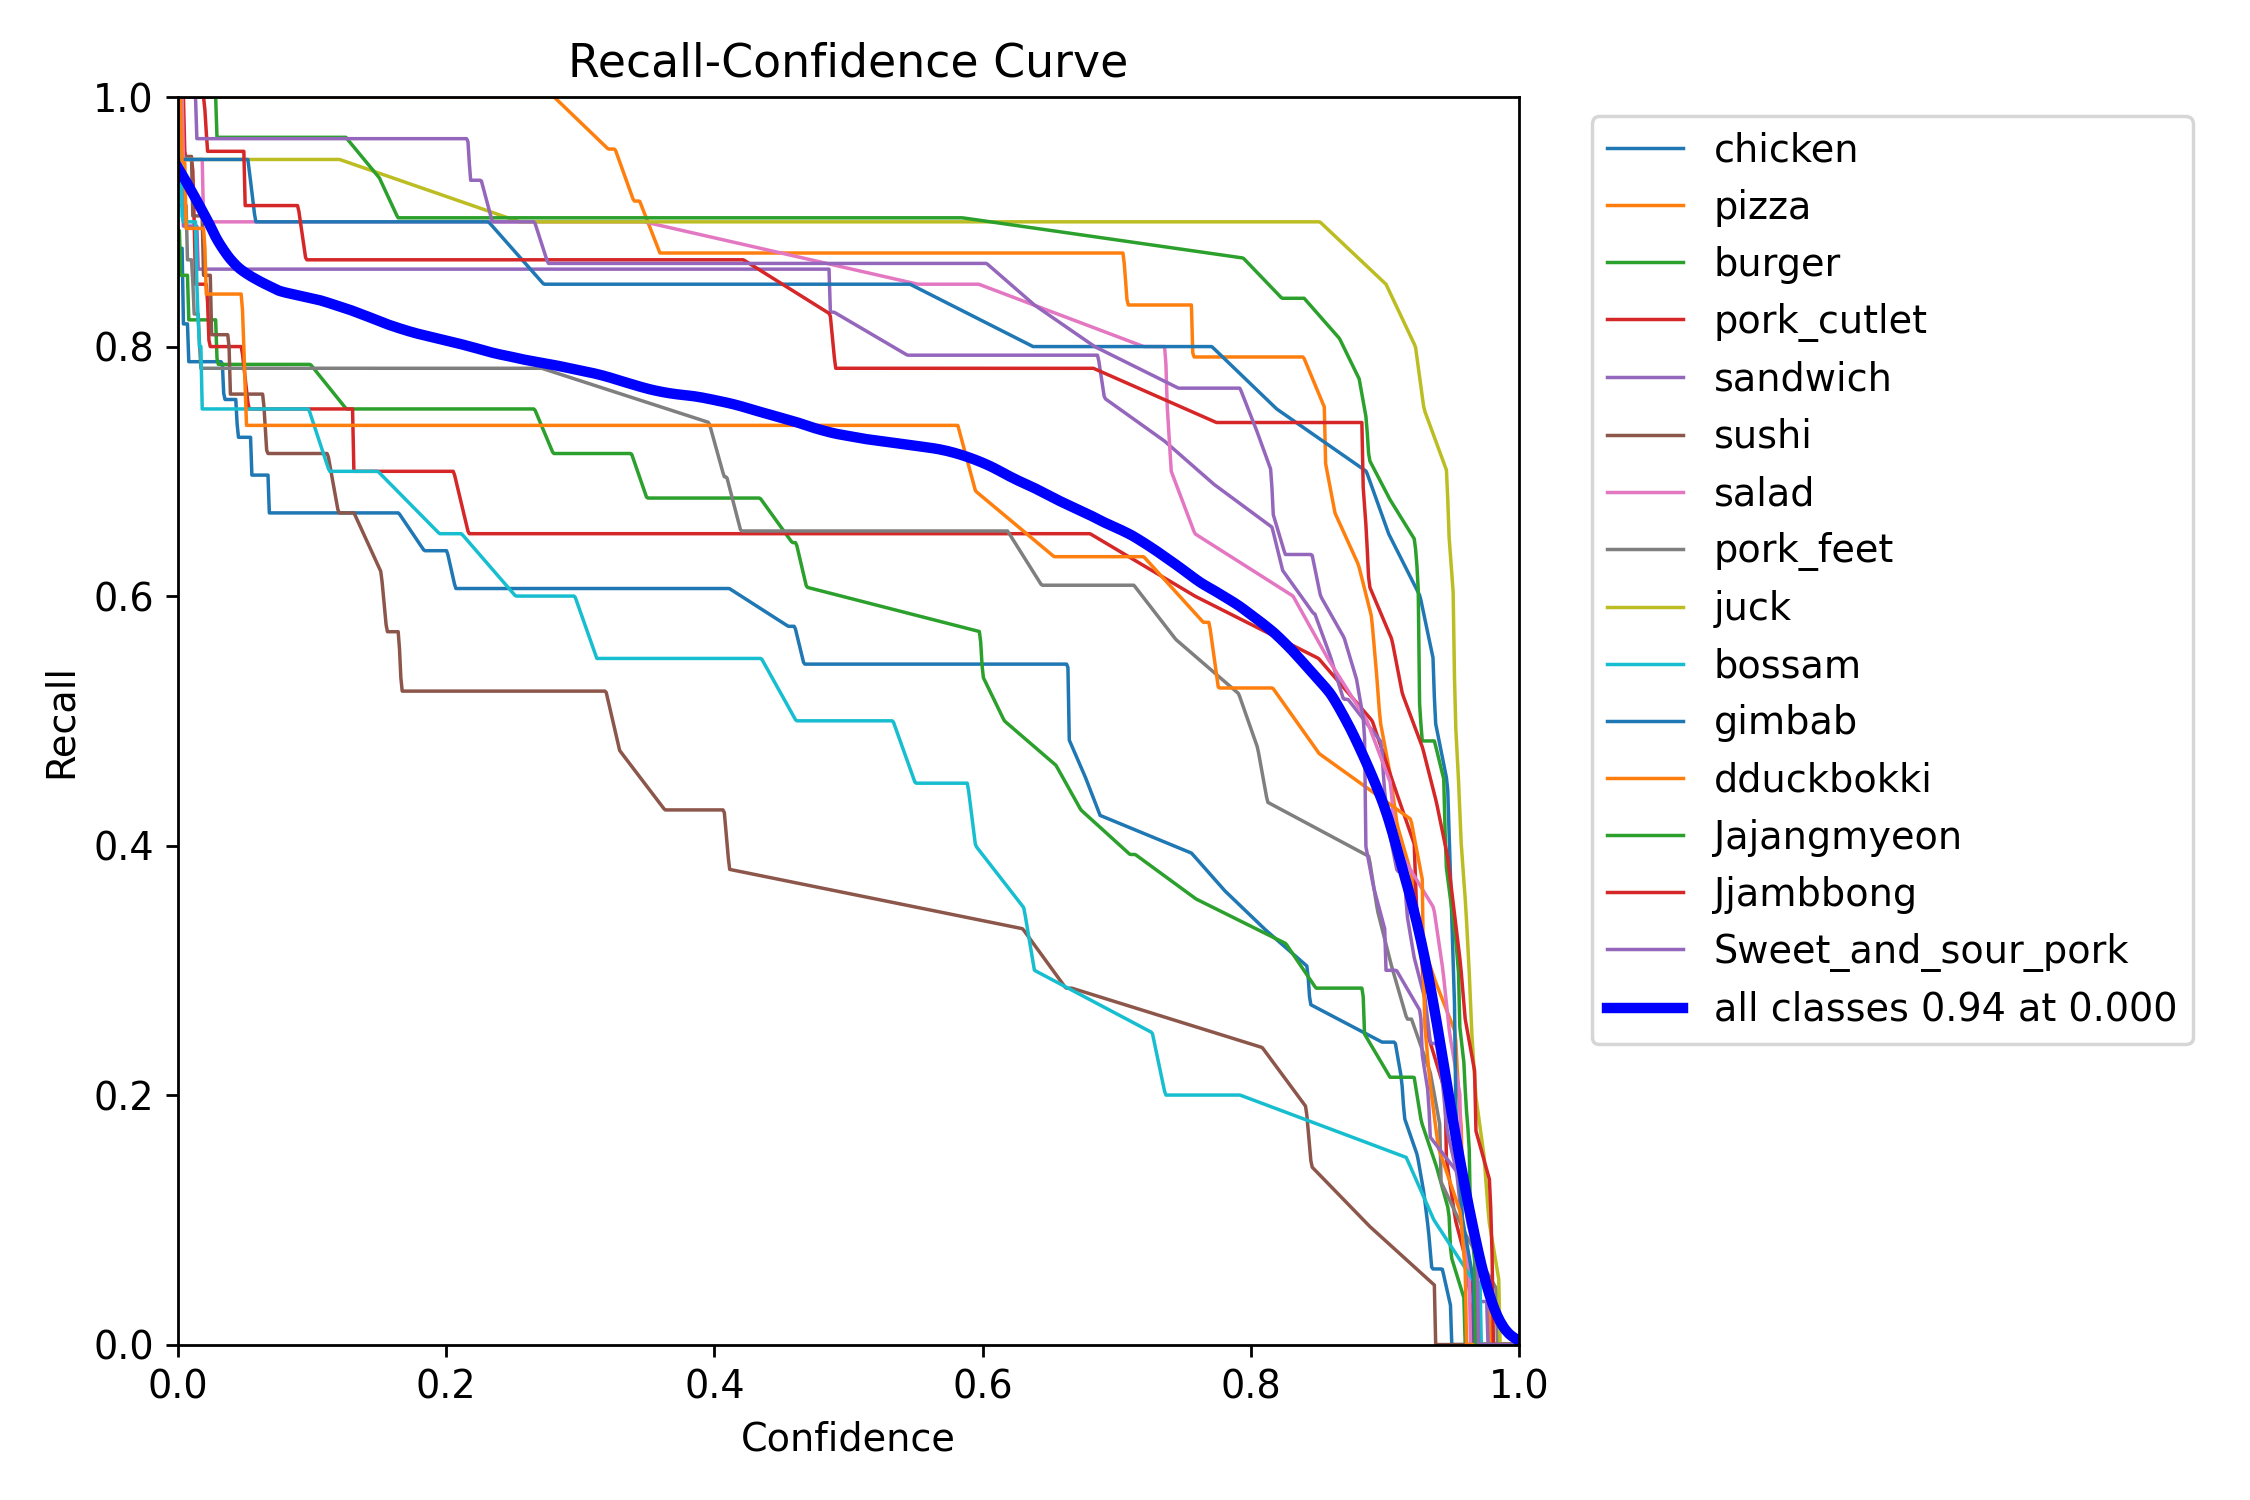 Recall-Confidence Curve
1.0
0.8
0.6
0.4
0.2
0.0
Recall
0.0 0.2 0.4 0.6 0.8 1.0
Confidence
chicken
pizza
burger
pork_cutlet
sandwich
sushi
salad
pork_feet
juck
bossam
gimbab
dduckbokki
Jajangmyeon
Jjambbong
Sweet_and_sour_pork
all classes 0.94 at 0.000